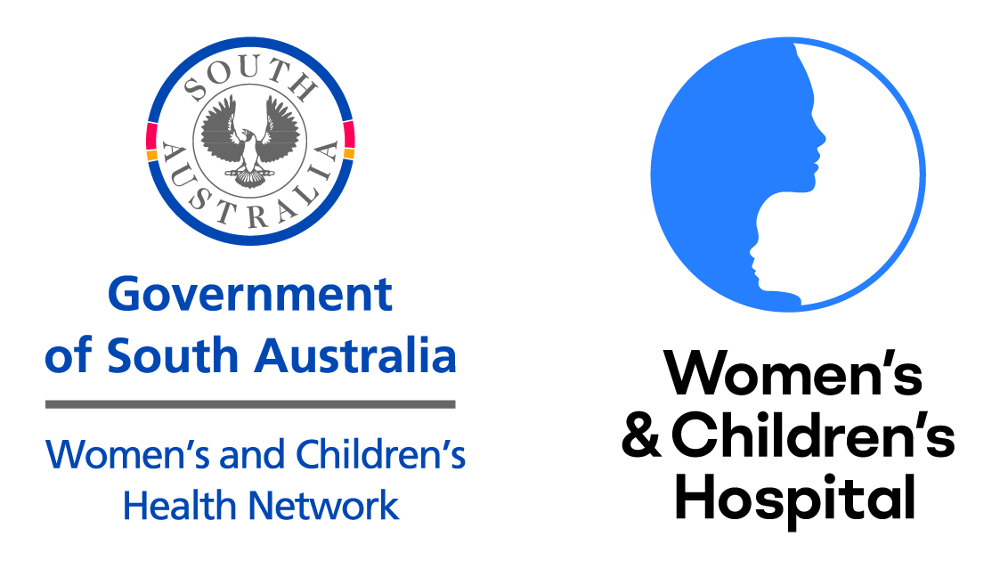 SOUTH
AUSTRALIA
Government
of South Australia
Women’s and Children’s
Health Network
Women’s
& Children’s
Hospital